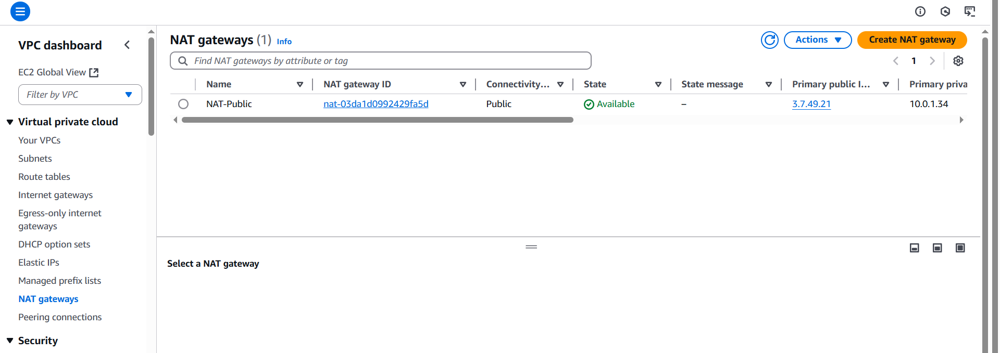 VPC dashboard
EC2 Global View
Filter by VPC
Virtual private cloud
Your VPCs
Subnets
Route tables
Internet gateways
Egress-only internet
gateways
DHCP option sets
Elastic IPs
Managed prefix lists
NAT gateways
Peering connections
Security
NAT gateways (1) Info
Actions
Create NAT gateway
Find NAT gateways by attribute or tag
1
Name NAT gateway ID Connectivity... State State message Primary public I... Primary priva
NAT-Public nat-03da1d0992429fa5d Public Available – 3.7.49.21 10.0.1.34
Select a NAT gateway